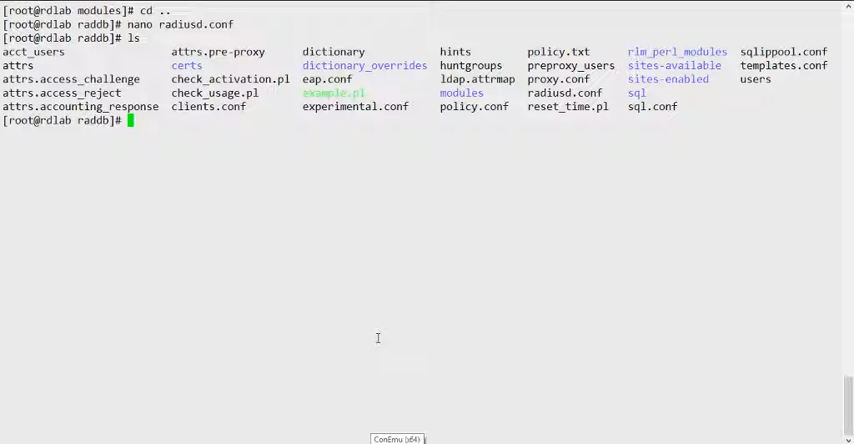 [root@rdlab modules]# cd ..
[root@rdlab raddb]# nano radiusd.conf
[root@rdlab raddb]# ls
acct_users attrs.pre-proxy dictionary hints policy.txt rlm_perl_modules sqlippool.conf
attrs certs dictionary_overrides huntgroups preproxy_users sites-available templates.conf
attrs.access_challenge check_activation.pl eap.conf ldap.attrmap proxy.conf sites-enabled users
attrs.access_reject check_usage.pl example.pl modules radiusd.conf sql
attrs.accounting_response clients.conf experimental.conf policy.conf reset_time.pl sql.conf
[root@rdlab raddb]#
ConEmu (x64)